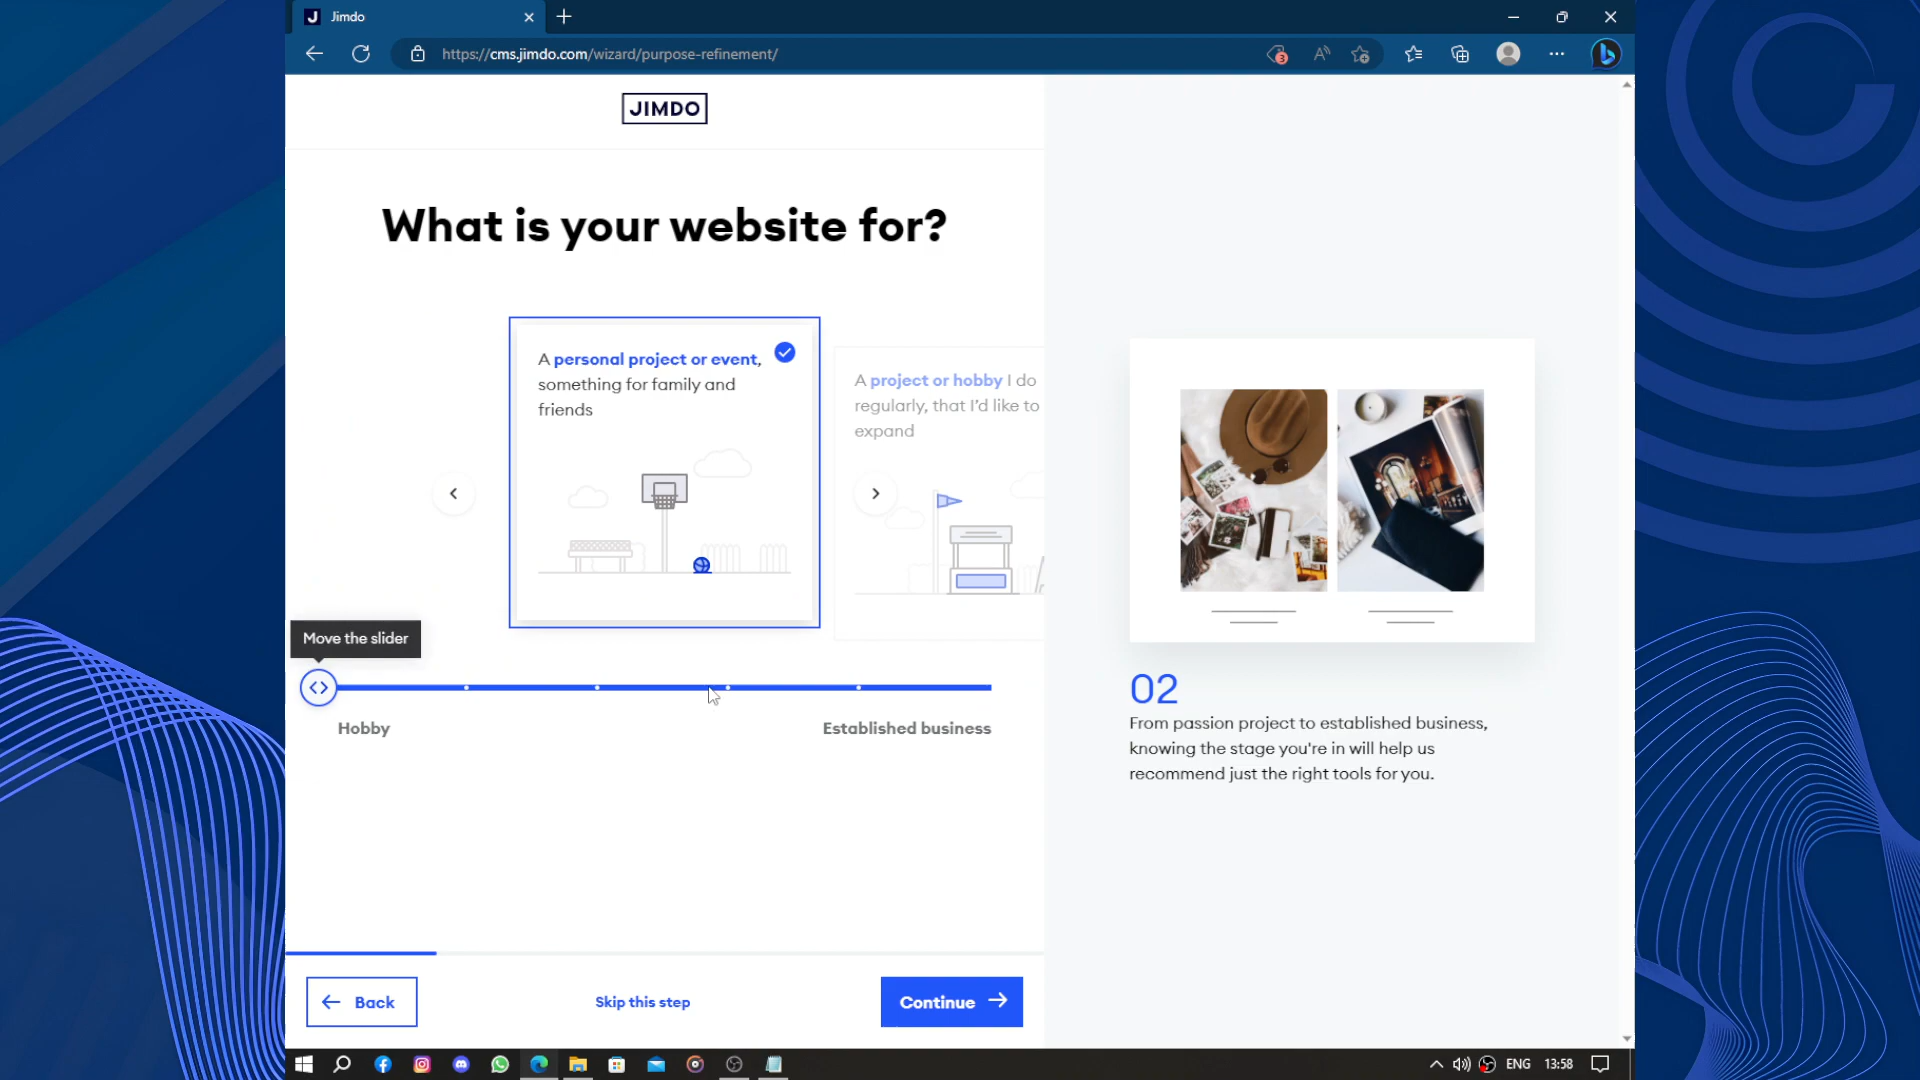 Jimdo
https://cms.jimdo.com/wizard/purpose-refinement/
3
JIMDO
What is your website for?
A personal project or event,
something for family and
friends
A project or hobby I do
regularly, that I'd like to
expand
Move the slider
Hobby
Established business
02
From passion project to established business,
knowing the stage you're in will help us
recommend just the right tools for you.
Back
Skip this step
Continue
ENG
13:58